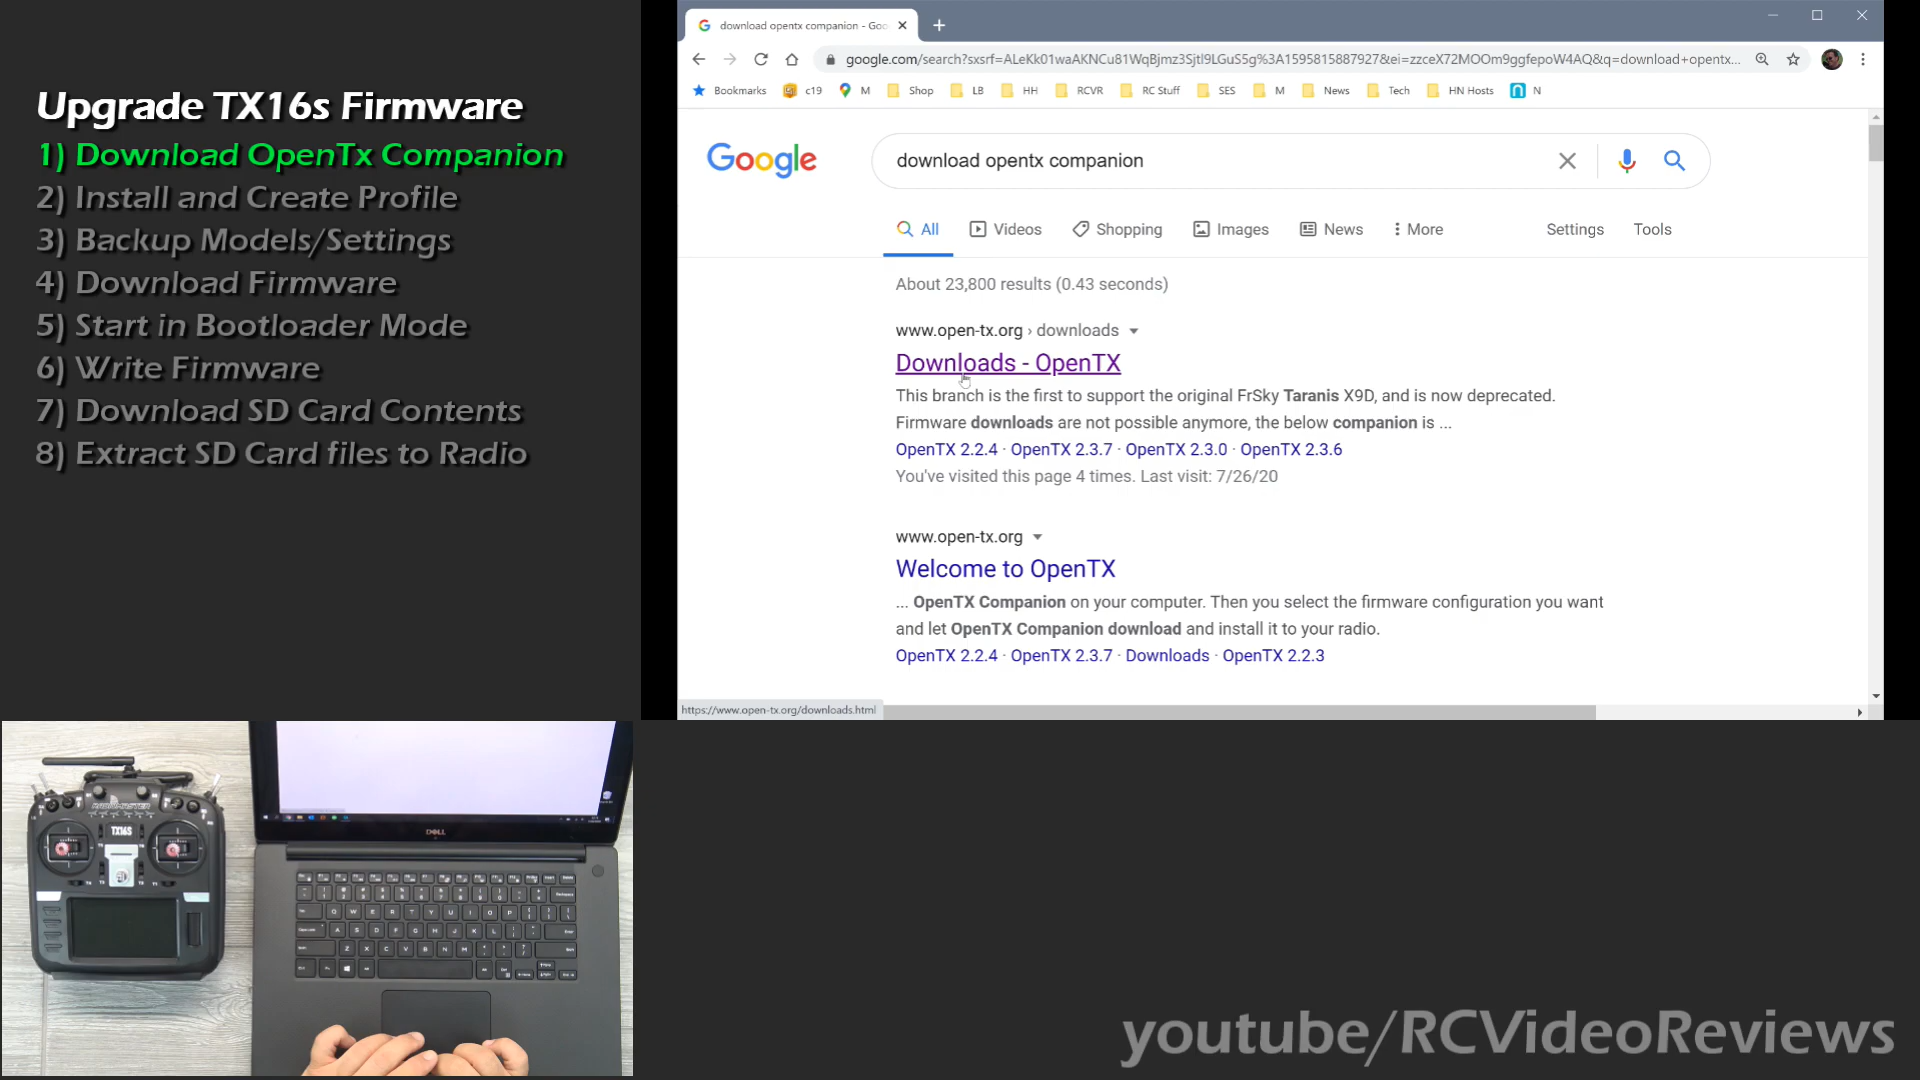 Upgrade TX16s Firmware
1) Download OpenTx Companion
2) Install and Create Profile
3) Backup Models/Settings
4) Download Firmware
5) Start in Bootloader Mode
6) Write Firmware
7) Download SD Card Contents
8) Extract SD Card files to Radio
download opentx companion - Goo
google.com/search?sxsrf=ALeKk01waAKNCu81WqBjmz3Sjtl9LGuS5g%3A1595815887927&ei=zzceX72MOOm9ggfepoW4AQ&q=download+opentx...
Bookmarks c19 M Shop LB HH RCVR RC Stuff SES M News Tech HN Hosts N
Google
download opentx companion
All Videos Shopping Images News More Settings Tools
About 23,800 results (0.43 seconds)
www.open-tx.org › downloads
Downloads - OpenTX
This branch is the first to support the original FrSky Taranis X9D, and is now deprecated.
Firmware downloads are not possible anymore, the below companion is ...
OpenTX 2.2.4 · OpenTX 2.3.7 · OpenTX 2.3.0 · OpenTX 2.3.6
You've visited this page 4 times. Last visit: 7/26/20
www.open-tx.org
Welcome to OpenTX
... OpenTX Companion on your computer. Then you select the firmware configuration you want
and let OpenTX Companion download and install it to your radio.
OpenTX 2.2.4 · OpenTX 2.3.7 · Downloads · OpenTX 2.2.3
https://www.open-tx.org/downloads.html
RADIOMASTER
TX16S
DELL
youtube/RCVideoReviews